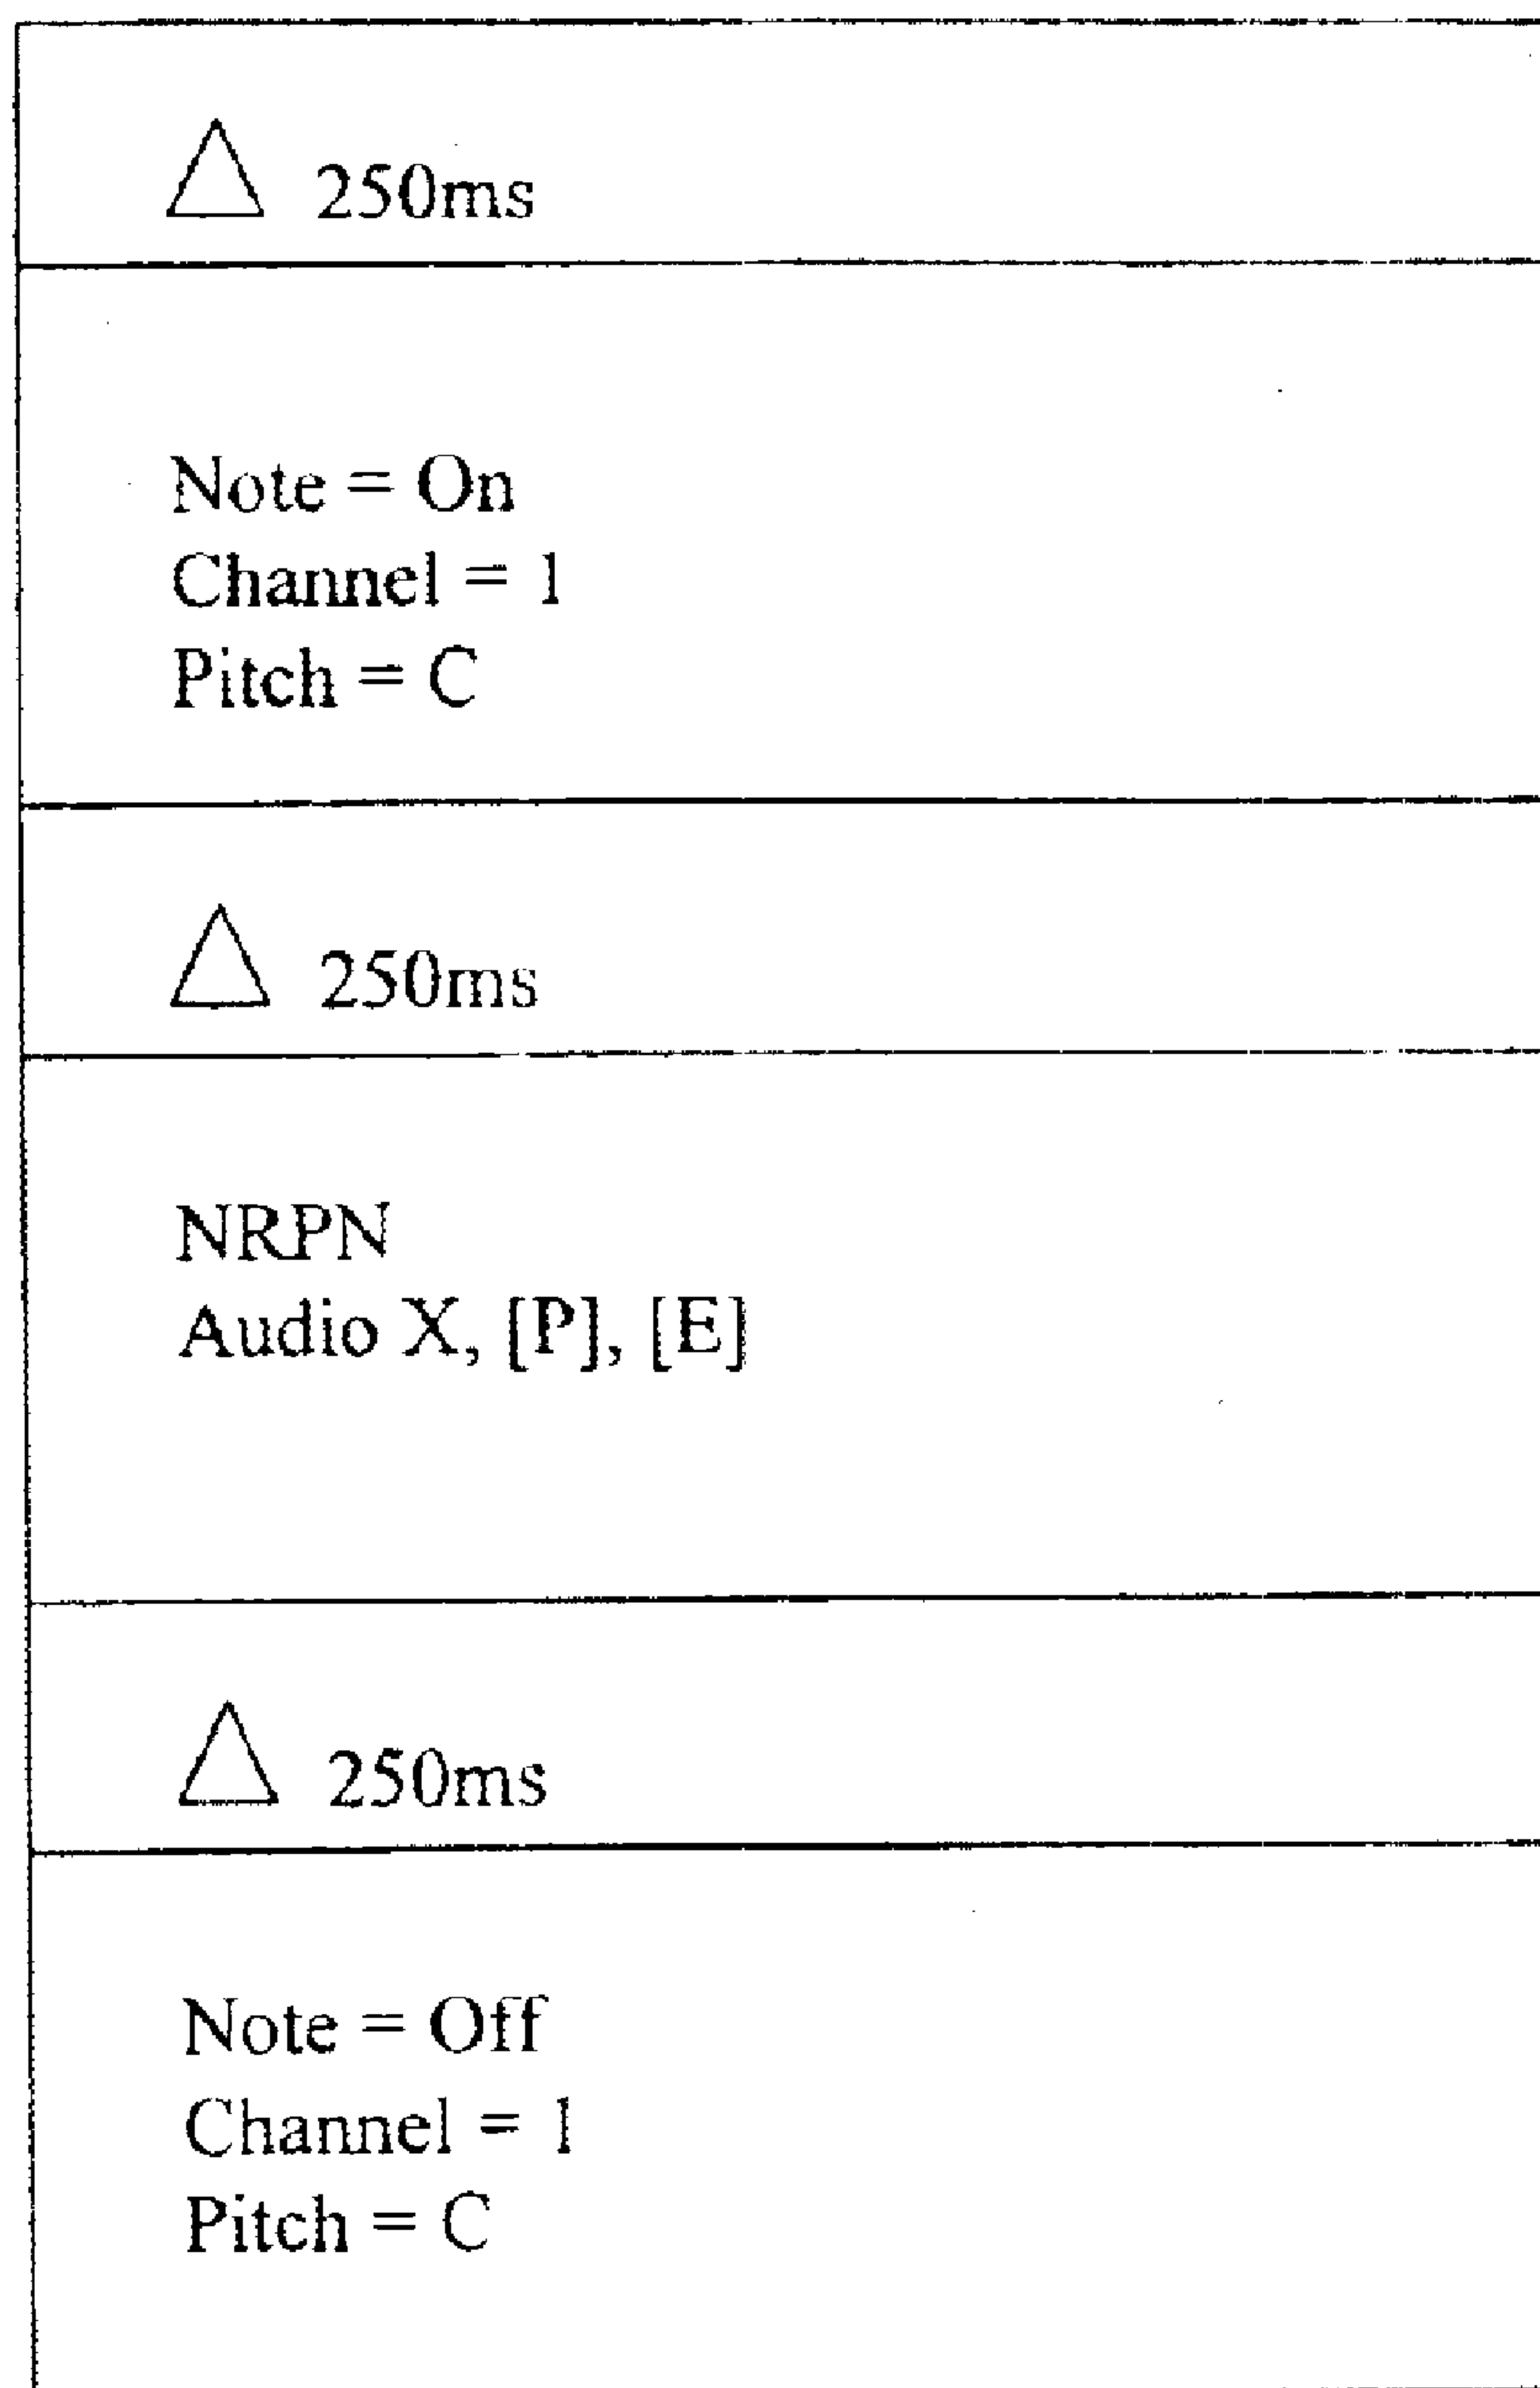 △ 250ms
Note = On
Channel = 1
Pitch = C
△ 250ms
NRPN
Audio X, [P], [E]
△ 250ms
Note = Off
Channel = 1
Pitch = C